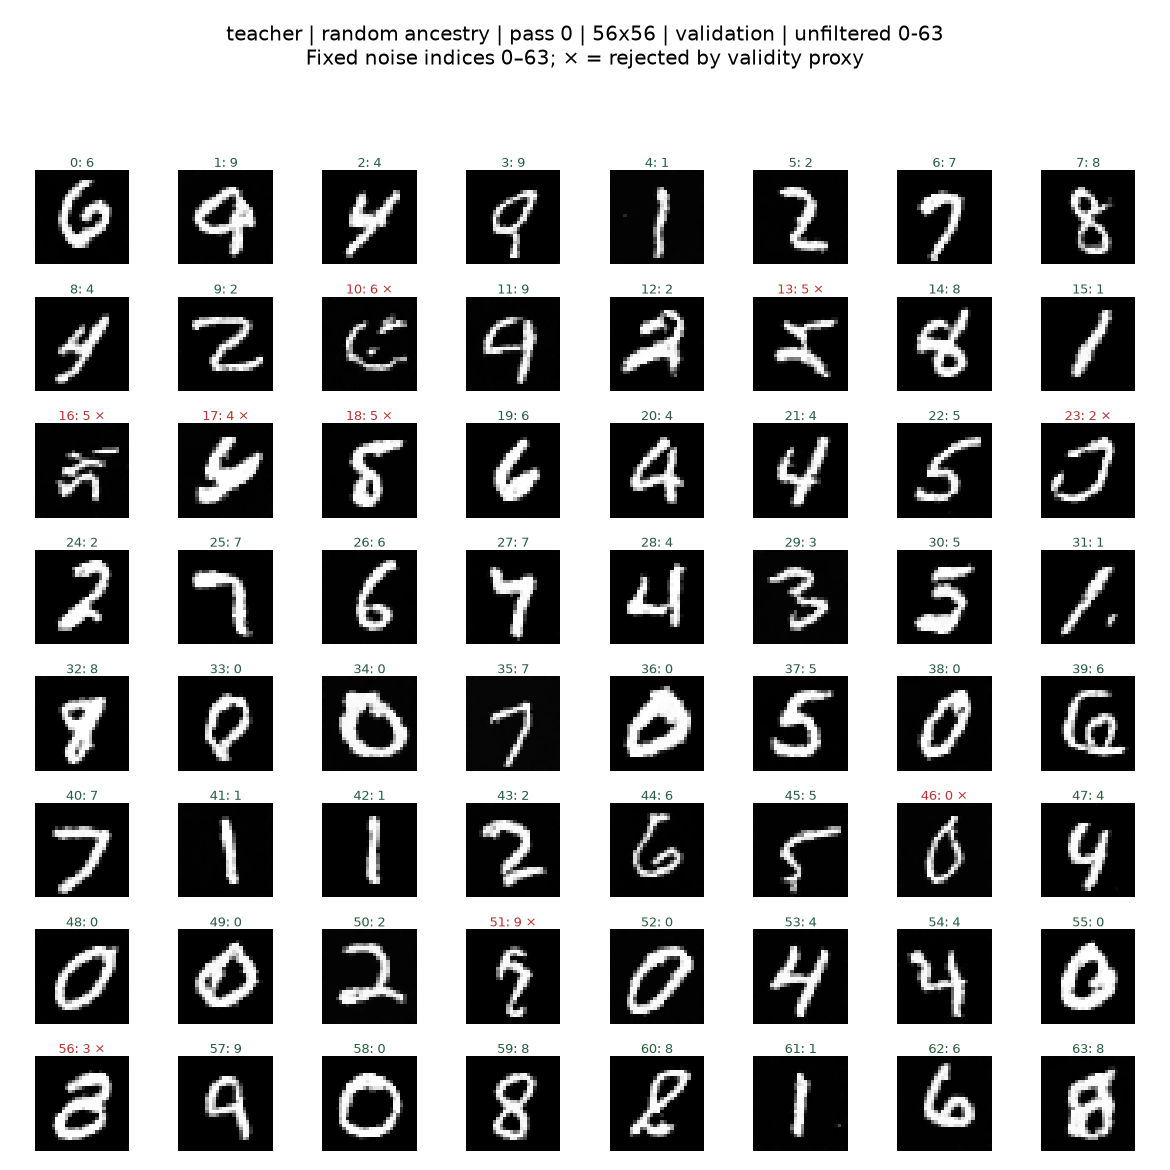 teacher | random ancestry | pass 0 | 56x56 | validation | unfiltered 0-63
Fixed noise indices 0–63; × = rejected by validity proxy
0: 6 1: 9 2: 4 3: 9 4: 1 5: 2 6: 7 7: 8
8: 4 9: 2 10: 6 × 11: 9 12: 2 13: 5 × 14: 8 15: 1
16: 5 × 17: 4 × 18: 5 × 19: 6 20: 4 21: 4 22: 5 23: 2 ×
24: 2 25: 7 26: 6 27: 7 28: 4 29: 3 30: 5 31: 1
32: 8 33: 0 34: 0 35: 7 36: 0 37: 5 38: 0 39: 6
40: 7 41: 1 42: 1 43: 2 44: 6 45: 5 46: 0 × 47: 4
48: 0 49: 0 50: 2 51: 9 × 52: 0 53: 4 54: 4 55: 0
56: 3 × 57: 9 58: 0 59: 8 60: 8 61: 1 62: 6 63: 8